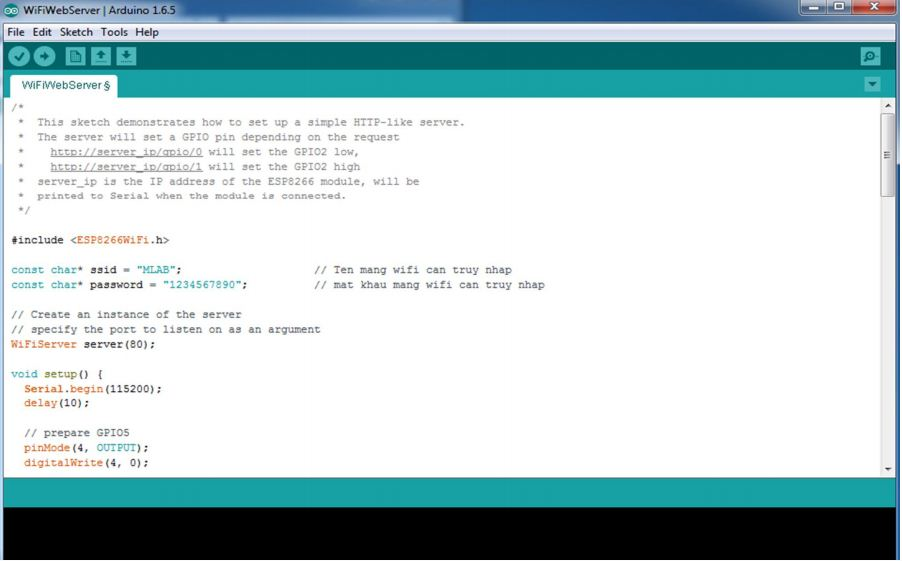 WiFiWebServer | Arduino 1.6.5
File Edit Sketch Tools Help
WiFiWebServer §
/*
 *  This sketch demonstrates how to set up a simple HTTP-like server.
 *  The server will set a GPIO pin depending on the request
 *    http://server_ip/gpio/0 will set the GPIO2 low,
 *    http://server_ip/gpio/1 will set the GPIO2 high
 *  server_ip is the IP address of the ESP8266 module, will be
 *  printed to Serial when the module is connected.
 */
#include <ESP8266WiFi.h>
const char* ssid = "MLAB";                    // Ten mang wifi can truy nhap
const char* password = "1234567890";          // mat khau mang wifi can truy nhap
// Create an instance of the server
// specify the port to listen on as an argument
WiFiServer server(80);
void setup() {
  Serial.begin(115200);
  delay(10);
  // prepare GPIO5
  pinMode(4, OUTPUT);
  digitalWrite(4, 0);